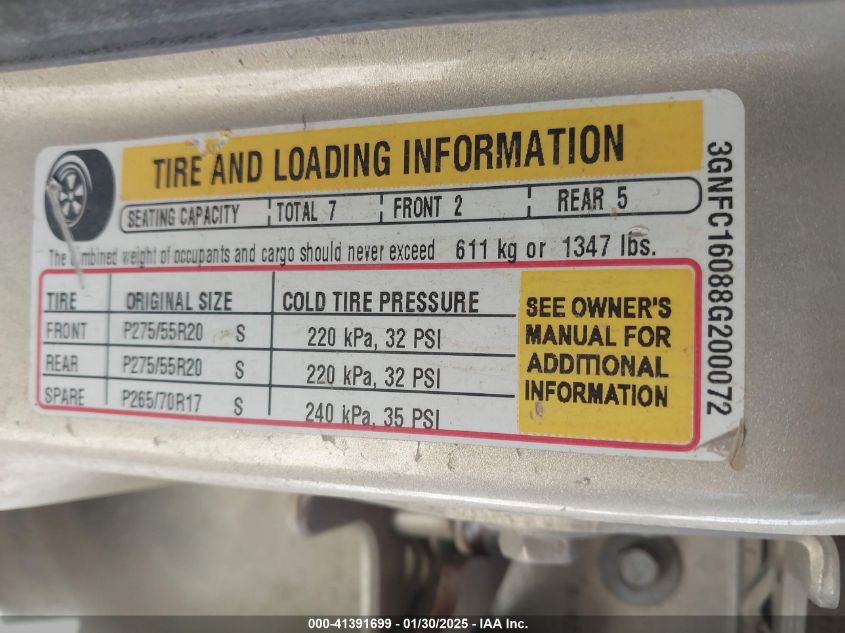 TIRE AND LOADING INFORMATION
SEATING CAPACITY TOTAL 7 FRONT 2 REAR 5
The combined weight of occupants and cargo should never exceed 611 kg or 1347 lbs.
TIRE ORIGINAL SIZE COLD TIRE PRESSURE
FRONT P275/55R20 S 220 kPa, 32 PSI
REAR P275/55R20 S 220 kPa, 32 PSI
SPARE P265/70R17 S 240 kPa, 35 PSI
SEE OWNER'S
MANUAL FOR
ADDITIONAL
INFORMATION
3GNFC16088G200072
000-41391699 — 01/30/2025 — IAA Inc.